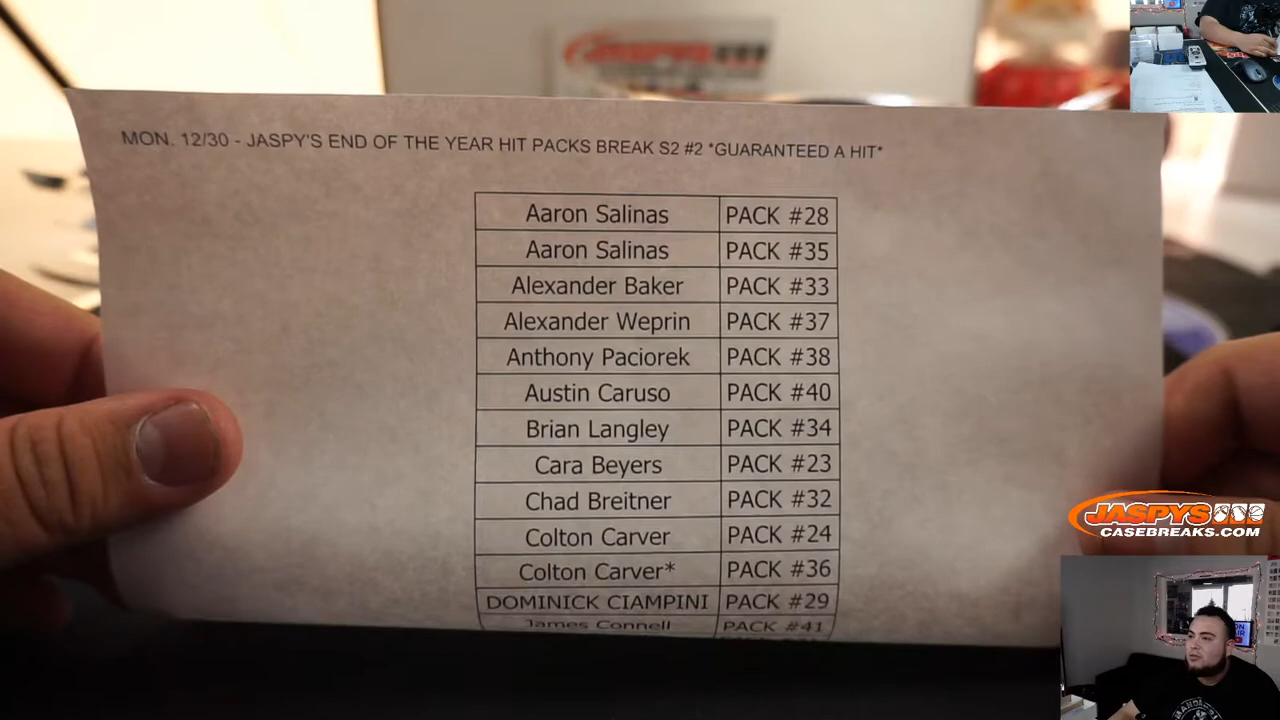 JASPYS
MON. 12/30 - JASPY'S END OF THE YEAR HIT PACKS BREAK S2 #2 *GUARANTEED A HIT*
Aaron Salinas PACK #28
Aaron Salinas PACK #35
Alexander Baker PACK #33
Alexander Weprin PACK #37
Anthony Paciorek PACK #38
Austin Caruso PACK #40
Brian Langley PACK #34
Cara Beyers PACK #23
Chad Breitner PACK #32
Colton Carver PACK #24
Colton Carver* PACK #36
DOMINICK CIAMPINI PACK #29
James Connell PACK #41
JASPYS
CASEBREAKS.COM